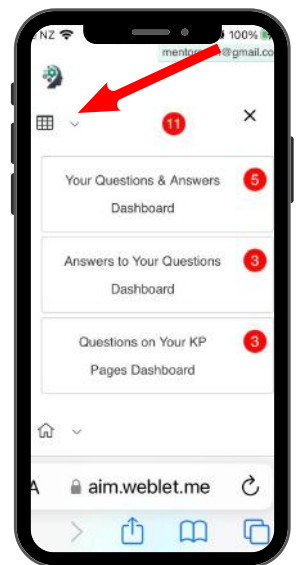 NZ 100%
@gmail.co
11
Your Questions & Answers 5
Dashboard
Answers to Your Questions 3
Dashboard
Questions on Your KP 3
Pages Dashboard
A aim.weblet.me